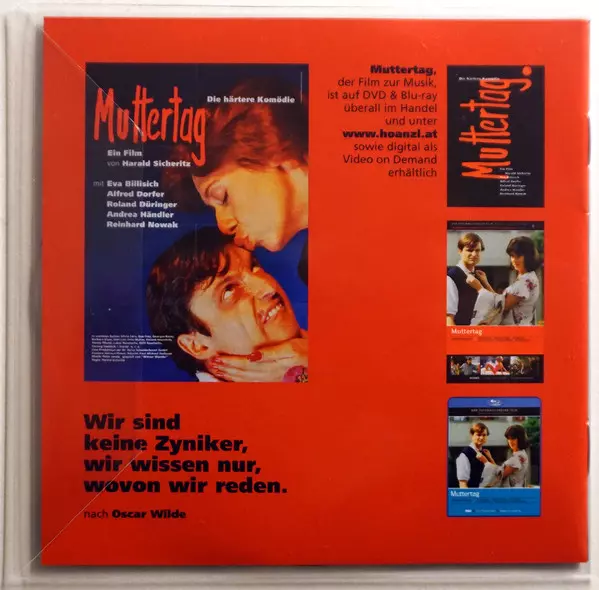 Muttertag
Die härtere Komödie
Ein Film
von Harald Sicheritz
mit Eva Billisich
Alfred Dorfer
Roland Düringer
Andrea Händler
Reinhard Nowak
Muttertag,
der Film zur Musik,
ist auf DVD & Blu-ray
überall im Handel
und unter
www.hoanzl.at
sowie digital als
Video on Demand
erhältlich
Die härtere Komödie
Muttertag.
Muttertag
Muttertag
Wir sind
keine Zyniker,
wir wissen nur,
wovon wir reden.
nach Oscar Wilde